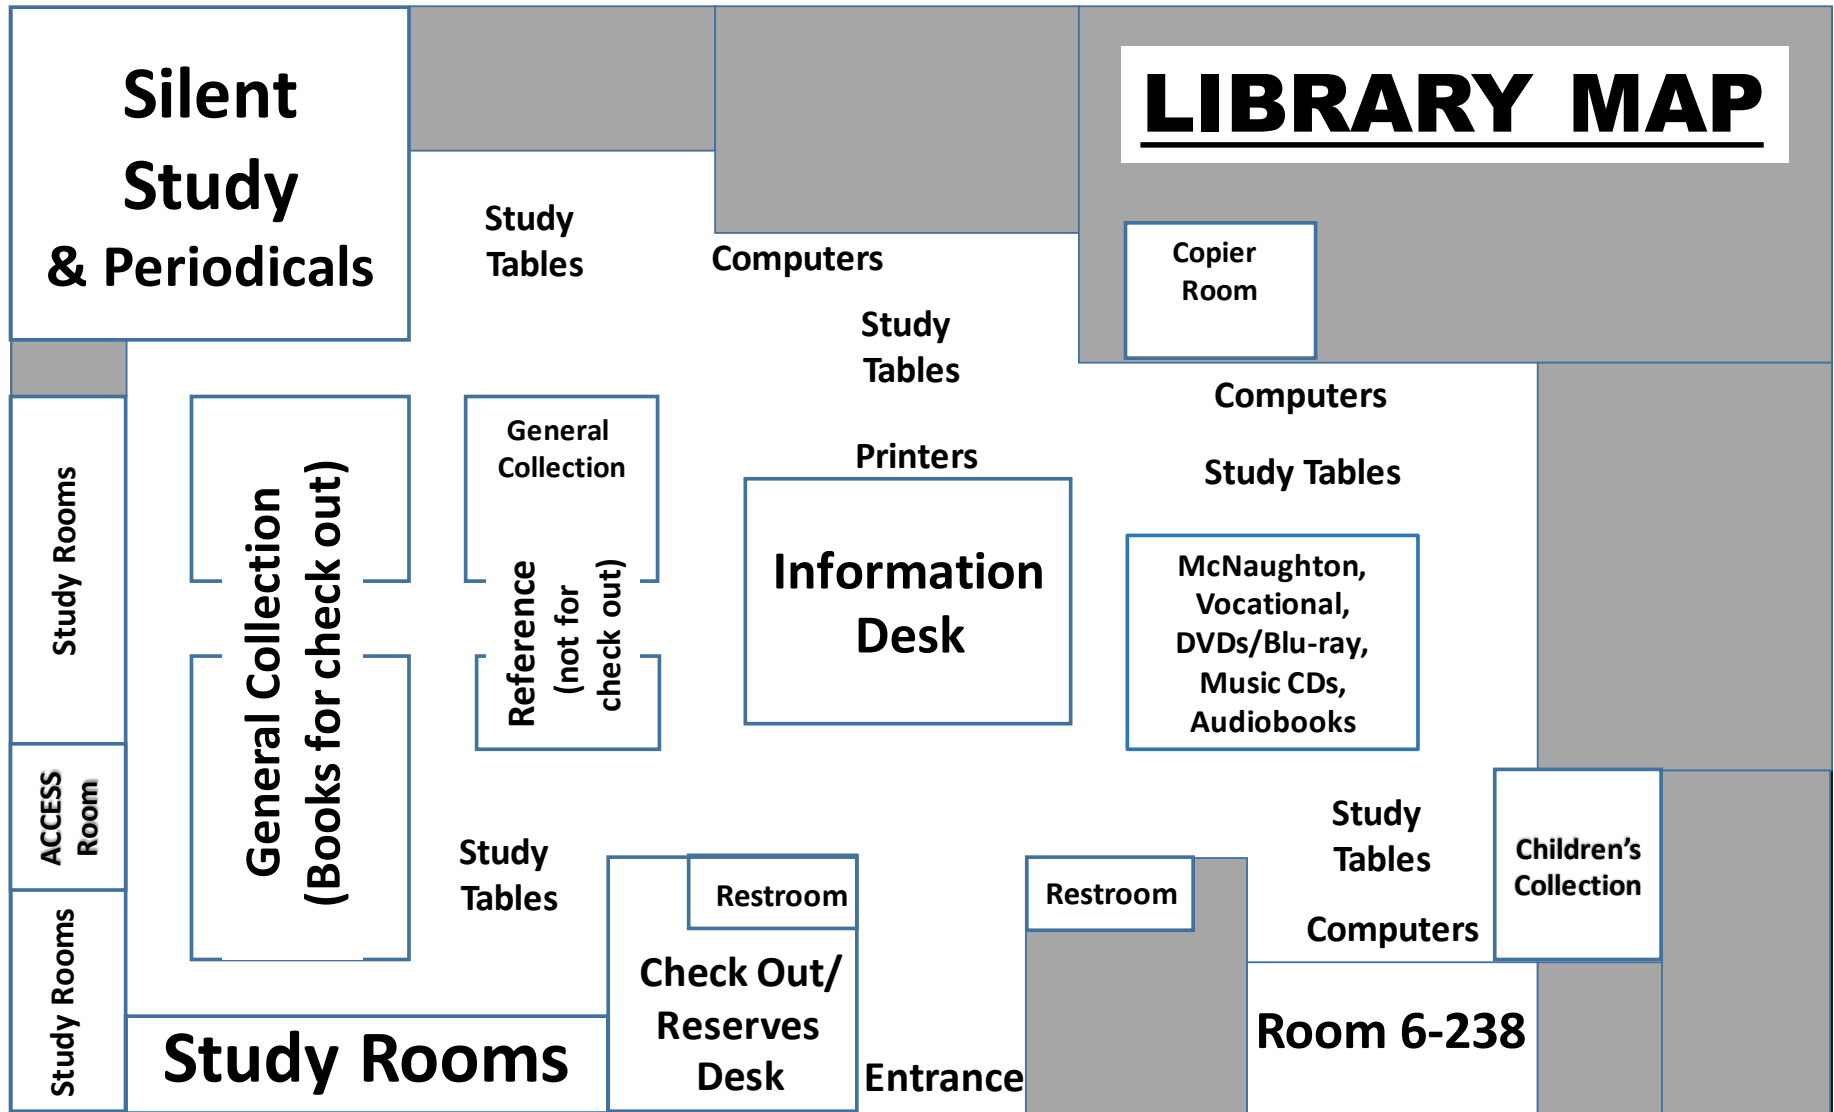 LIBRARY MAP
Silent
Study
& Periodicals
Study
Tables
Computers
Study
Tables
Copier
Room
Computers
Study Tables
Printers
General
Collection
Reference
(not for
check out)
General Collection
(Books for check out)
Study Rooms
ACCESS
Room
Study Rooms
Information
Desk
McNaughton,
Vocational,
DVDs/Blu-ray,
Music CDs,
Audiobooks
Study
Tables
Computers
Children's
Collection
Study
Tables
Restroom
Restroom
Check Out/
Reserves
Desk
Study Rooms
Entrance
Room 6-238